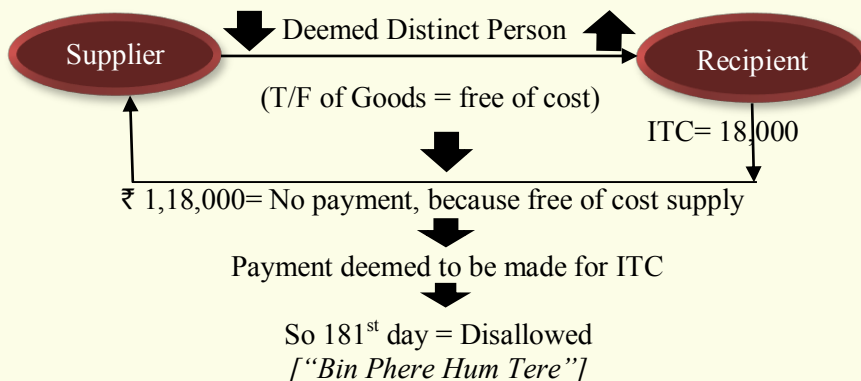 Deemed Distinct Person
Supplier
Recipient
(T/F of Goods = free of cost)
ITC= 18,000
₹ 1,18,000= No payment, because free of cost supply
Payment deemed to be made for ITC
So 181st day = Disallowed
["Bin Phere Hum Tere"]